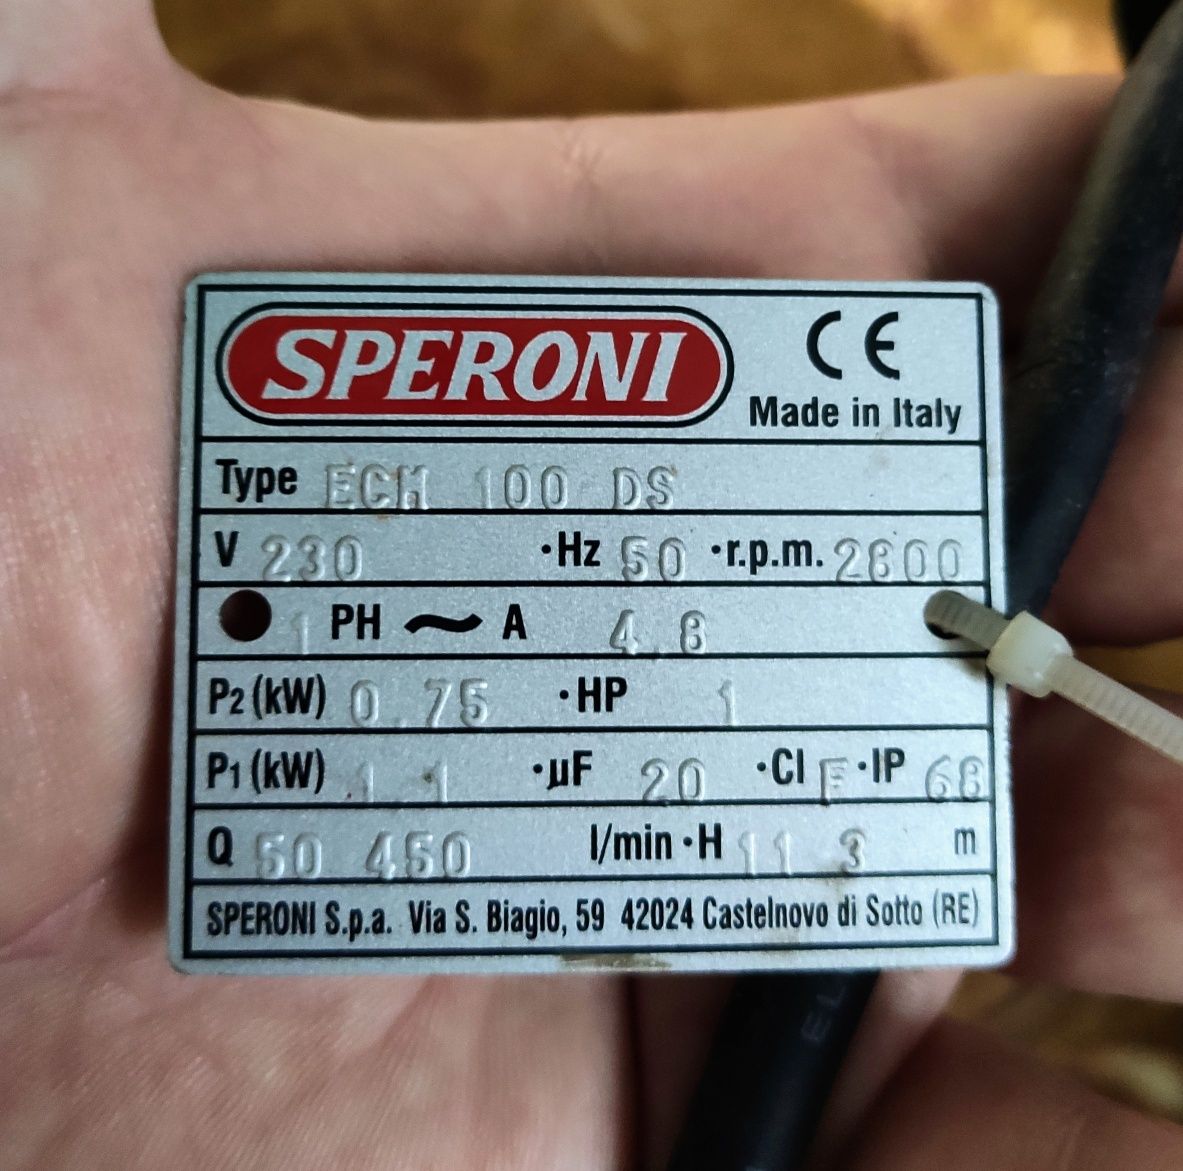 SPERONI CE
Made in Italy
Type ECM 100 DS
V 230 ·Hz 50 ·r.p.m. 2800
1 PH ~ A 4.8
P2 (kW) 0.75 ·HP 1
P1 (kW) 1.1 ·µF 20 ·Cl F ·IP 68
Q 50 450 l/min ·H 11 3 m
SPERONI S.p.a. Via S. Biagio, 59 42024 Castelnovo di Sotto (RE)